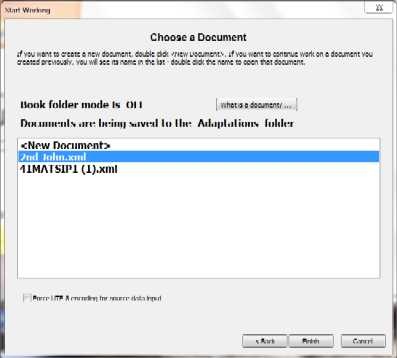 Start Working
Choose a Document
If you want to create a new document, double click <New Document>. If you want to continue work on a document you
created previously, you will see its name in the list - double click the name to open that document.
Book folder mode is OFF
What is a document? ...
Documents are being saved to the Adaptations folder
<New Document>
2nd John.xml
41MATSIP1 (1).xml
Force UTF-8 encoding for source data input
< Back
Finish
Cancel